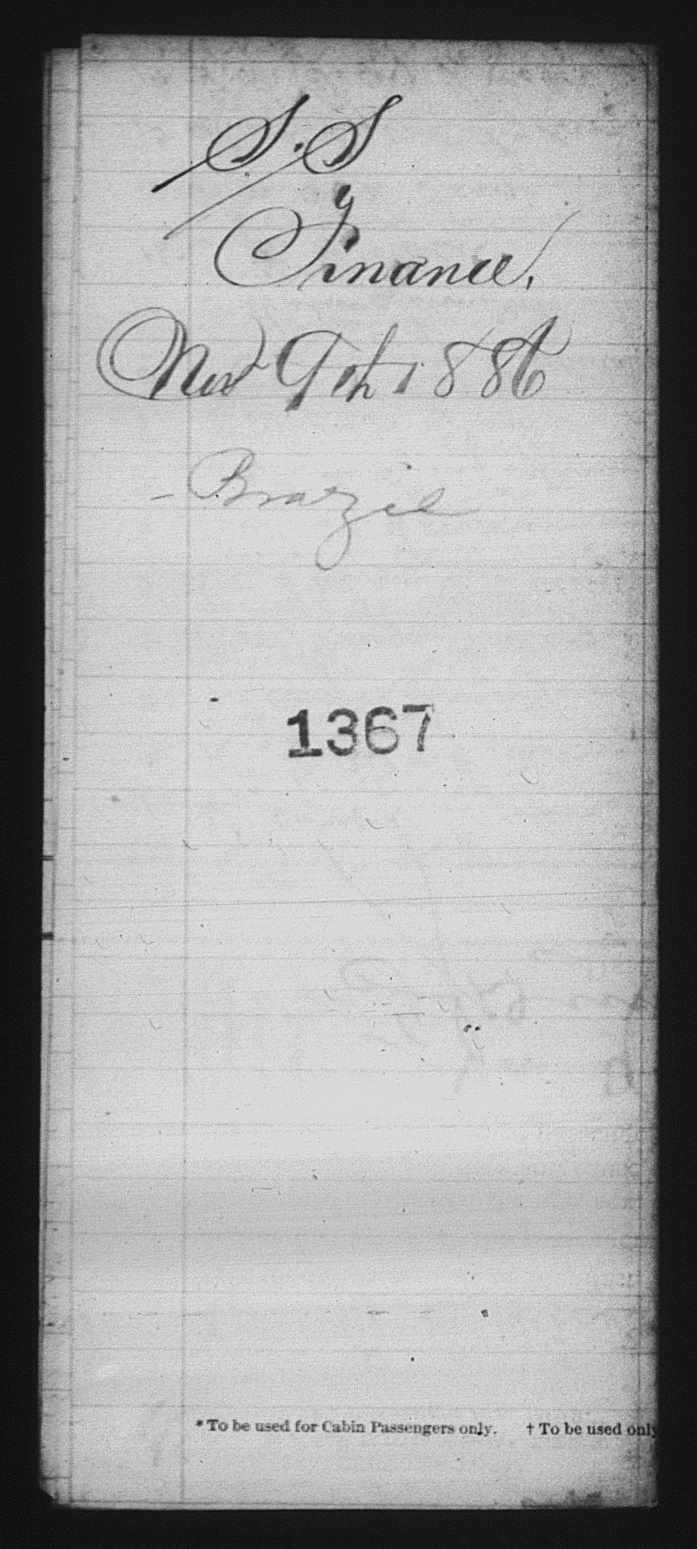 S.S
Finance,
Nov 9th 1886
- Brazil
1367
* To be used for Cabin Passengers only. † To be used only